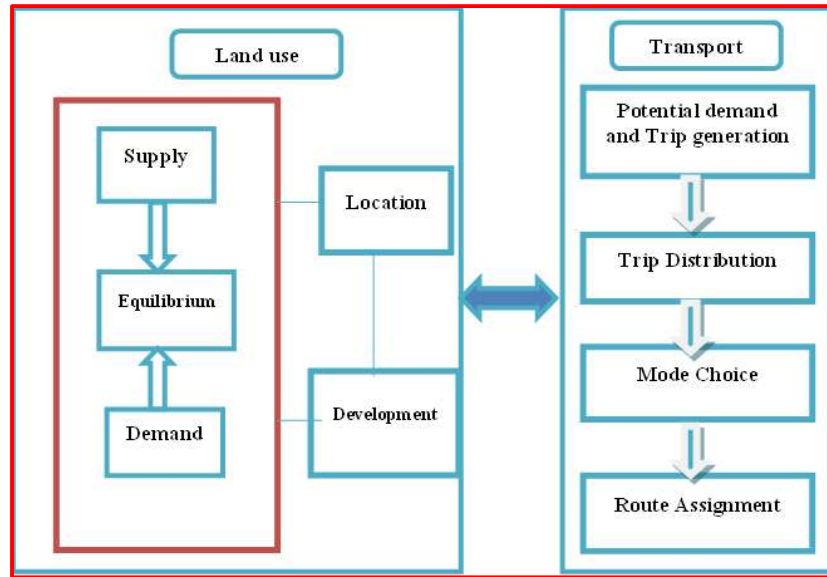 Land use
Supply
Equilibrium
Demand
Location
Development
Transport
Potential demand
and Trip generation
Trip Distribution
Mode Choice
Route Assignment